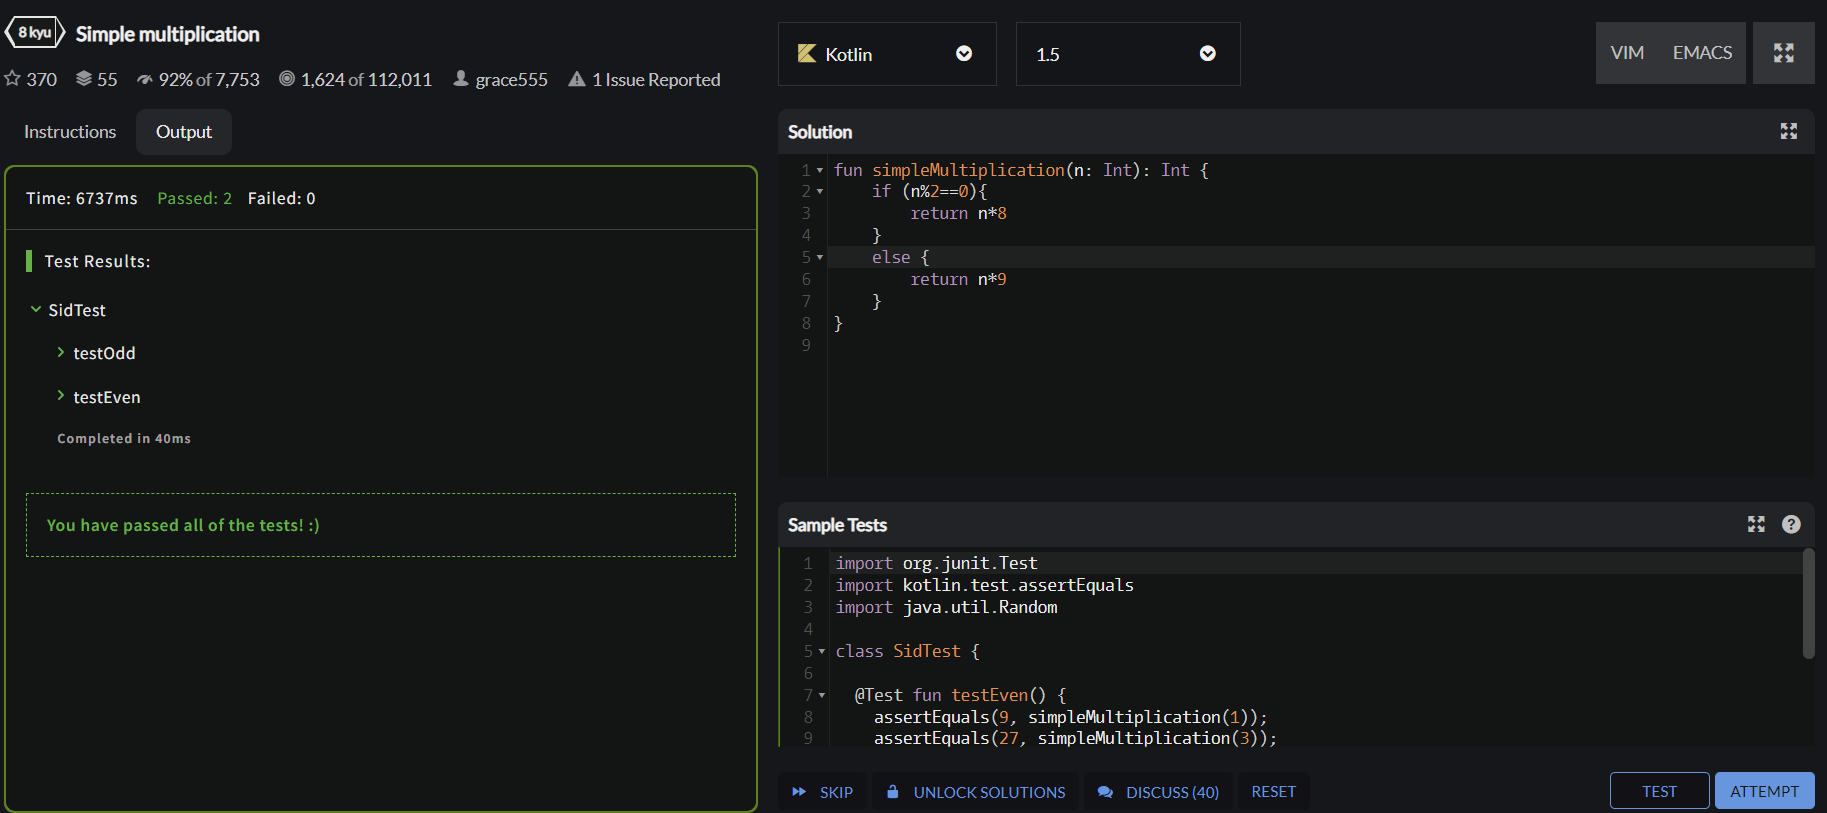 8 kyu Simple multiplication
370 55 92% of 7,753 1,624 of 112,011 grace555 1 Issue Reported
Instructions Output
Time: 6737ms Passed: 2 Failed: 0
Test Results:
SidTest
testOdd
testEven
Completed in 40ms
You have passed all of the tests! :)
Kotlin 1.5 VIM EMACS
Solution
1 fun simpleMultiplication(n: Int): Int {
2 if (n%2==0){
3 return n*8
4 }
5 else {
6 return n*9
7 }
8 }
9
Sample Tests ?
1 import org.junit.Test
2 import kotlin.test.assertEquals
3 import java.util.Random
4
5 class SidTest {
6
7 @Test fun testEven() {
8 assertEquals(9, simpleMultiplication(1));
9 assertEquals(27, simpleMultiplication(3));
SKIP UNLOCK SOLUTIONS DISCUSS (40) RESET TEST ATTEMPT